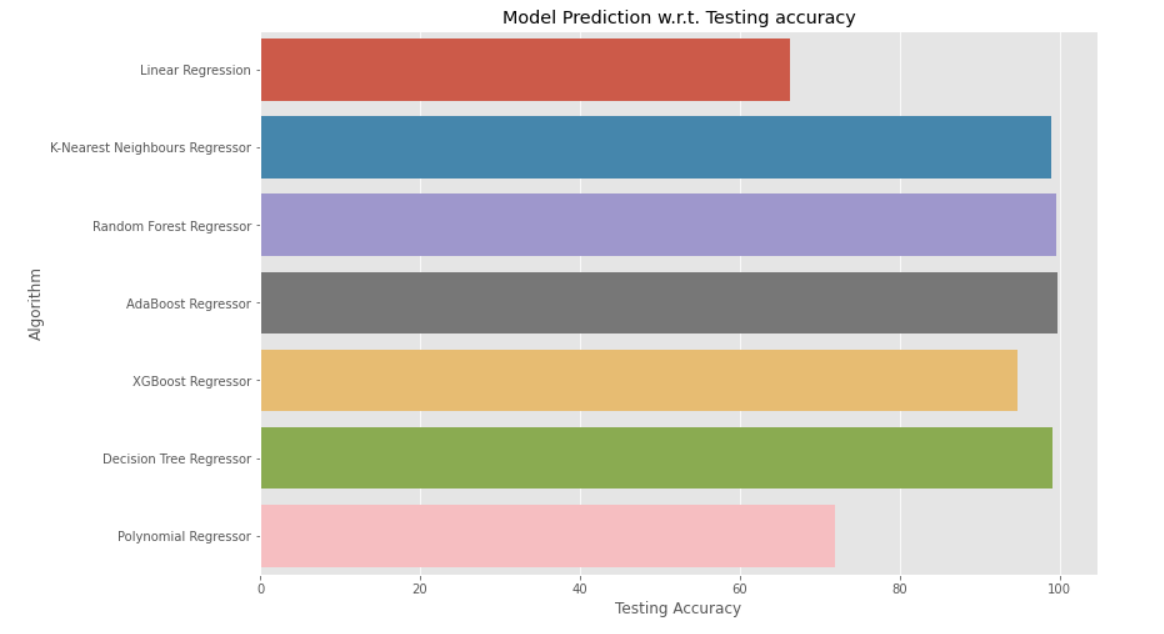 Model Prediction w.r.t. Testing accuracy
Linear Regression
K-Nearest Neighbours Regressor
Random Forest Regressor
AdaBoost Regressor
XGBoost Regressor
Decision Tree Regressor
Polynomial Regressor
Algorithm
0 20 40 60 80 100
Testing Accuracy